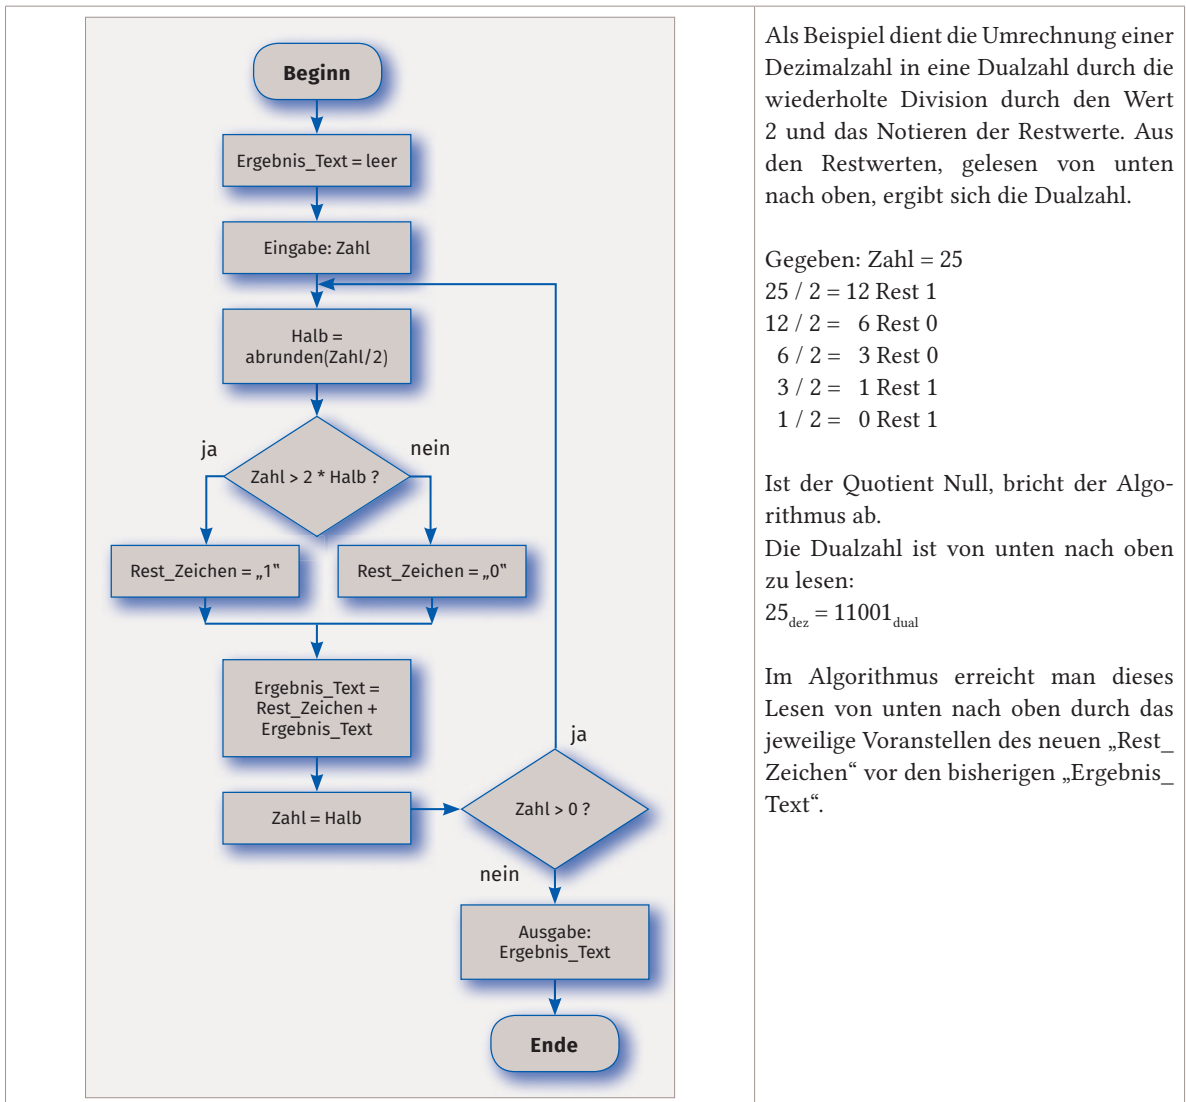 Beginn
Ergebnis_Text = leer
Eingabe: Zahl
Halb =
abrunden(Zahl/2)
ja
nein
Zahl > 2 * Halb ?
Rest_Zeichen = „1“
Rest_Zeichen = „0“
Ergebnis_Text =
Rest_Zeichen +
Ergebnis_Text
Zahl = Halb
ja
Zahl > 0 ?
nein
Ausgabe:
Ergebnis_Text
Ende
Als Beispiel dient die Umrechnung einer
Dezimalzahl in eine Dualzahl durch die
wiederholte Division durch den Wert
2 und das Notieren der Restwerte. Aus
den Restwerten, gelesen von unten
nach oben, ergibt sich die Dualzahl.
Gegeben: Zahl = 25
25 / 2 = 12 Rest 1
12 / 2 = 6 Rest 0
6 / 2 = 3 Rest 0
3 / 2 = 1 Rest 1
1 / 2 = 0 Rest 1
Ist der Quotient Null, bricht der Algo-
rithmus ab.
Die Dualzahl ist von unten nach oben
zu lesen:
25dez = 11001dual
Im Algorithmus erreicht man dieses
Lesen von unten nach oben durch das
jeweilige Voranstellen des neuen „Rest_
Zeichen“ vor den bisherigen „Ergebnis_
Text“.